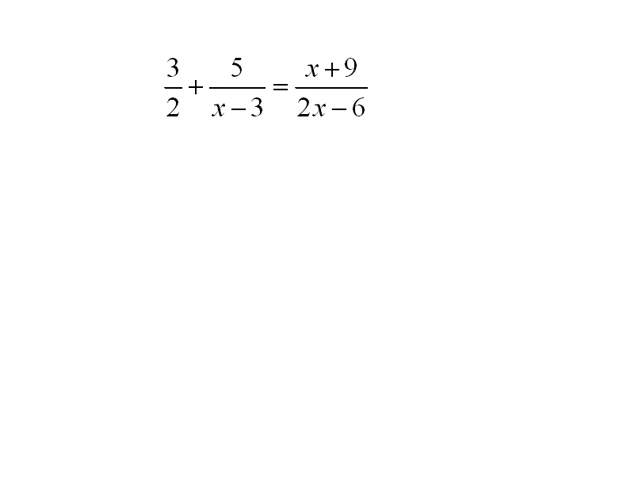 3/2 + 5/(x − 3) = (x + 9)/(2x − 6)